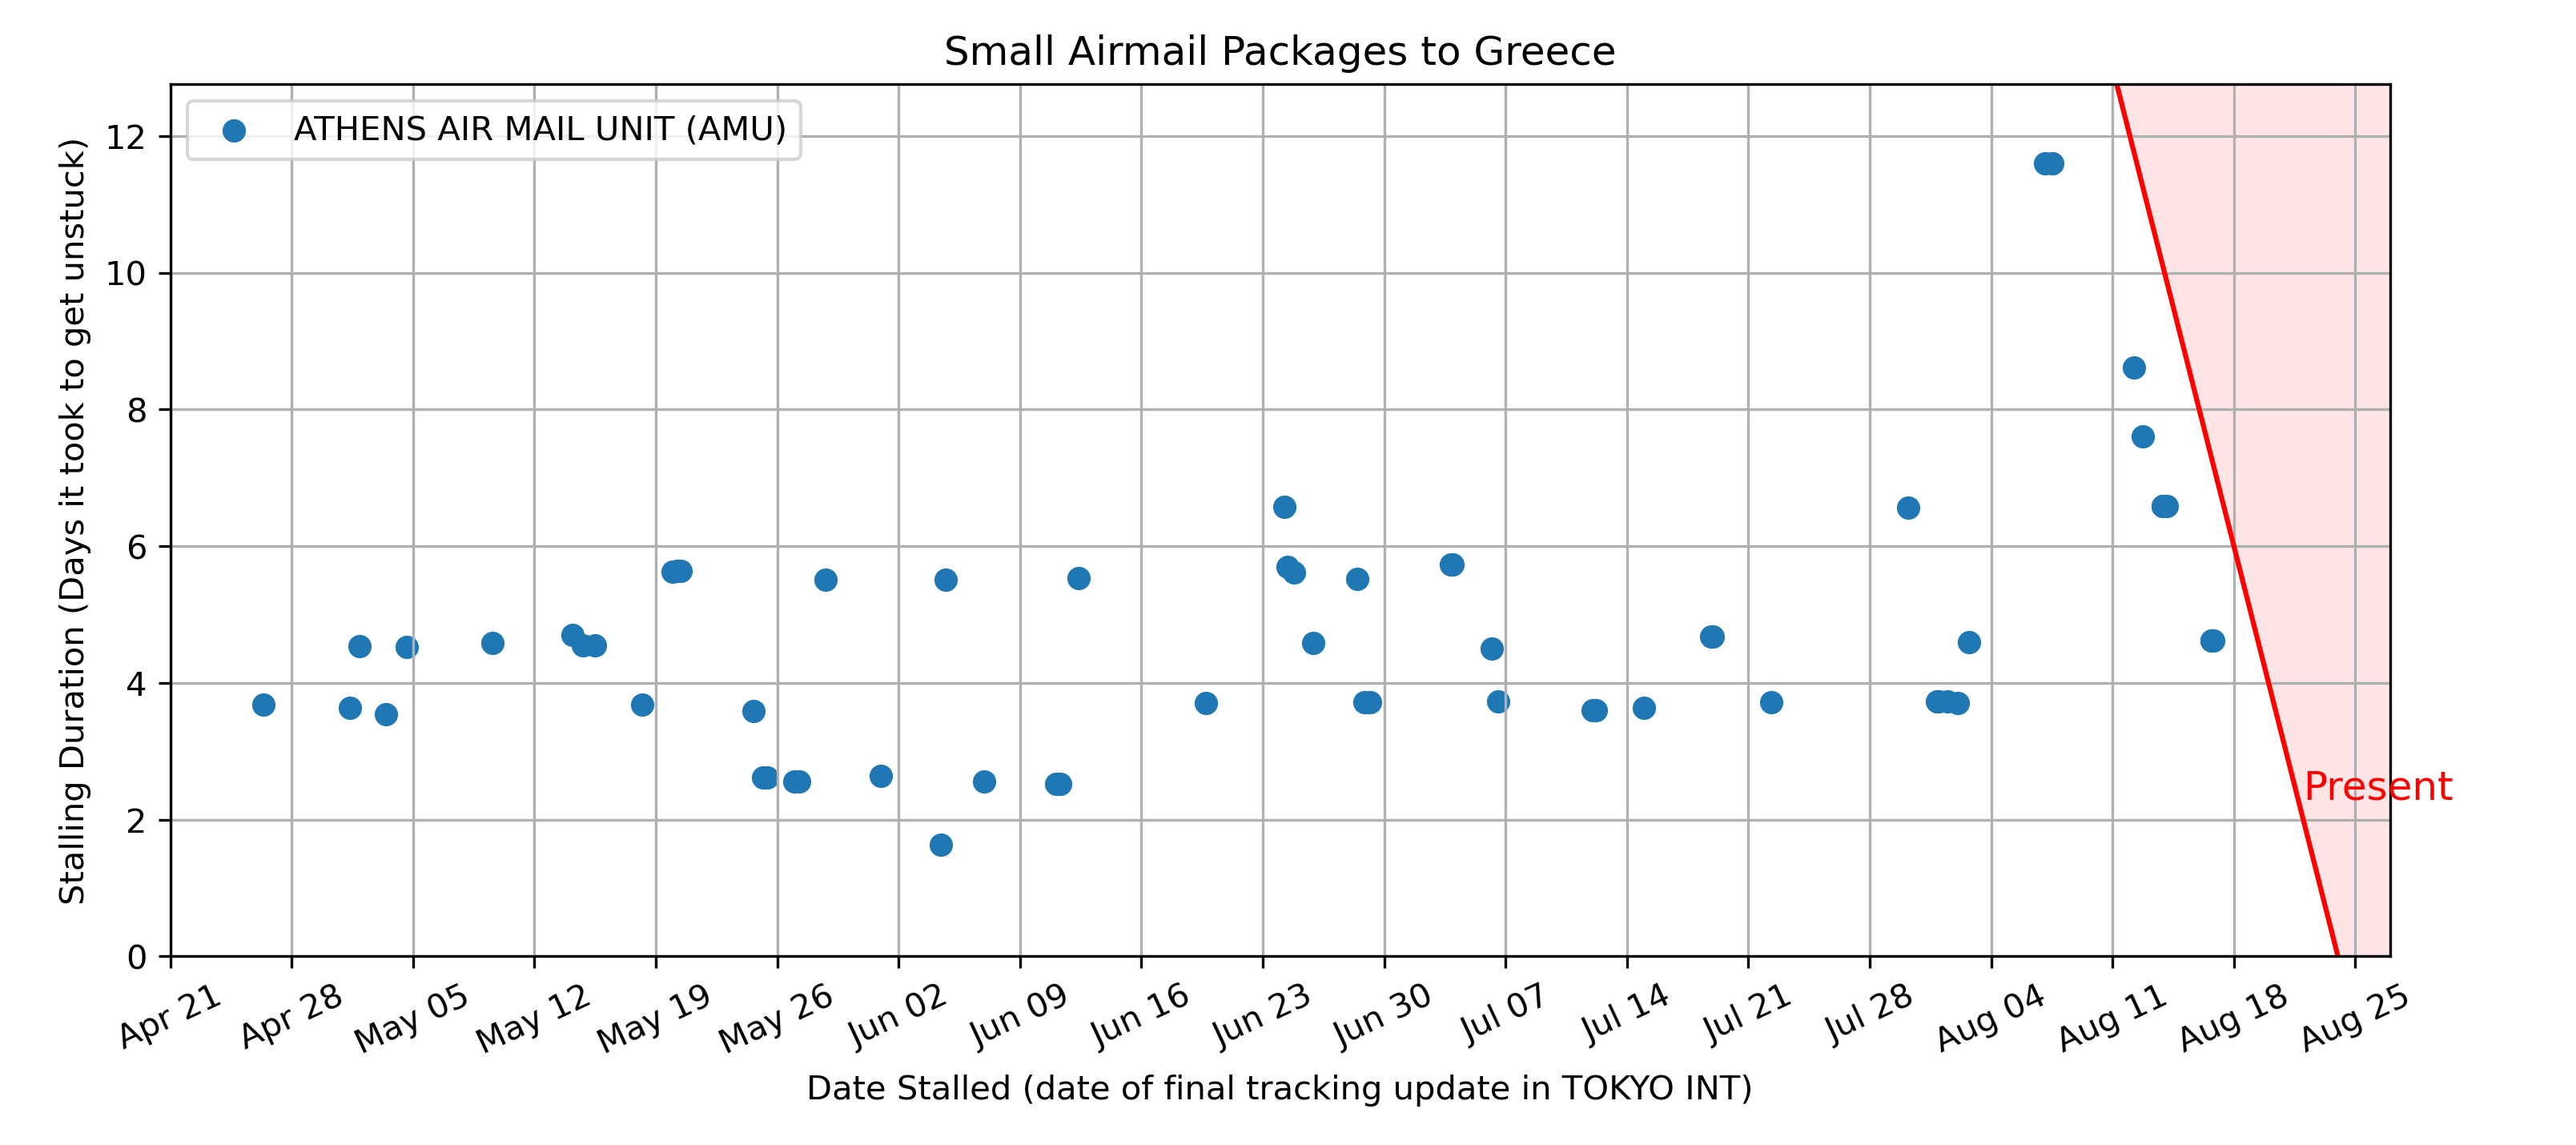 Small Airmail Packages to Greece
ATHENS AIR MAIL UNIT (AMU)
Stalling Duration (Days it took to get unstuck)
12
10
8
6
4
2
0
Present
Apr 21 Apr 28 May 05 May 12 May 19 May 26 Jun 02 Jun 09 Jun 16 Jun 23 Jun 30 Jul 07 Jul 14 Jul 21 Jul 28 Aug 04 Aug 11 Aug 18 Aug 25
Date Stalled (date of final tracking update in TOKYO INT)